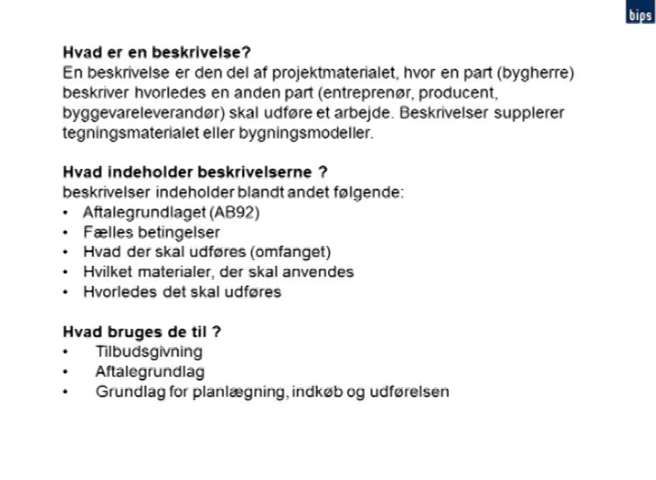 bips
Hvad er en beskrivelse?
En beskrivelse er den del af projektmaterialet, hvor en part (bygherre)
beskriver hvorledes en anden part (entreprenør, producent,
byggevareleverandør) skal udføre et arbejde. Beskrivelser supplerer
tegningsmaterialet eller bygningsmodeller.
Hvad indeholder beskrivelserne ?
beskrivelser indeholder blandt andet følgende:
• Aftalegrundlaget (AB92)
• Fælles betingelser
• Hvad der skal udføres (omfanget)
• Hvilket materialer, der skal anvendes
• Hvorledes det skal udføres
Hvad bruges de til ?
• Tilbudsgivning
• Aftalegrundlag
• Grundlag for planlægning, indkøb og udførelsen